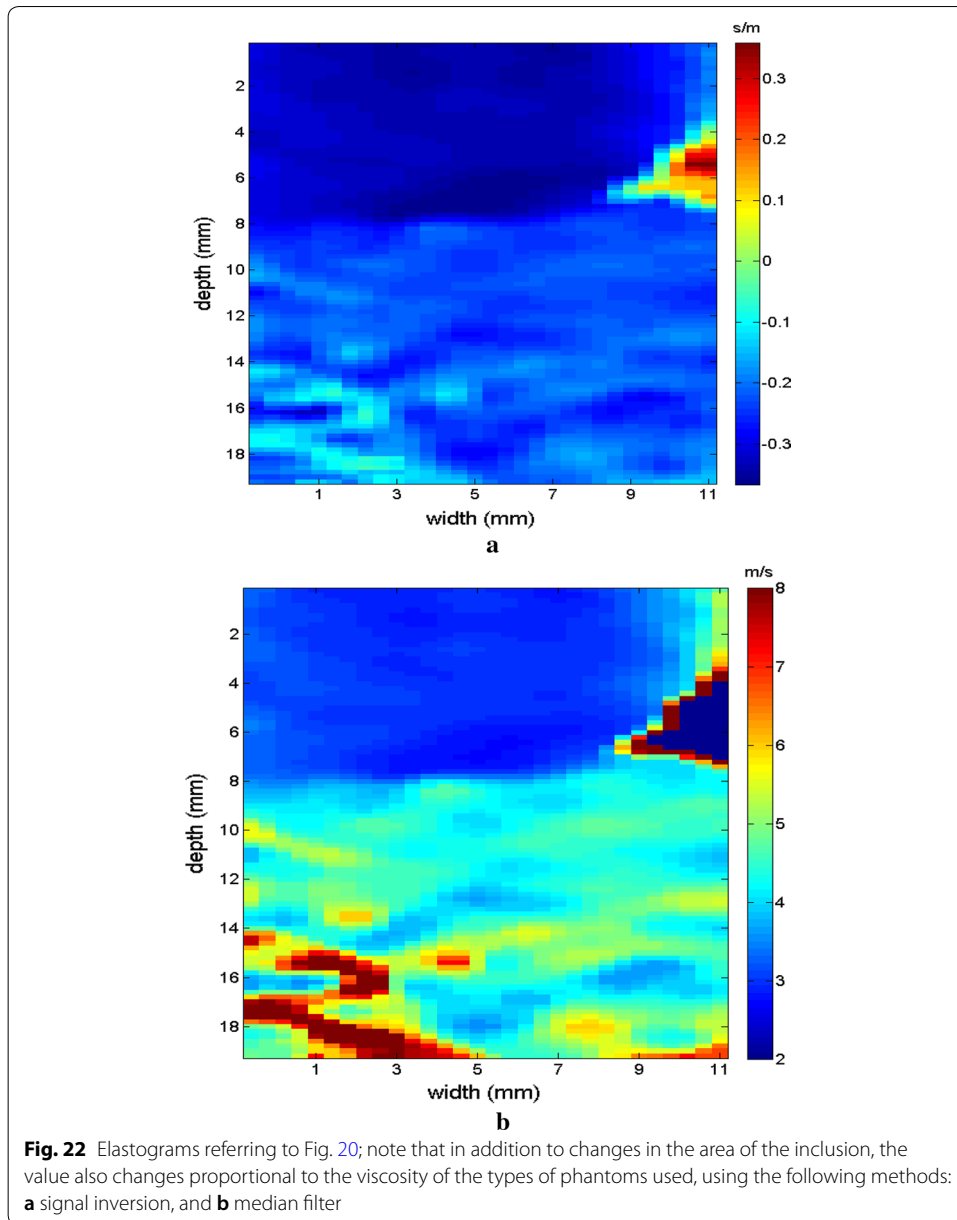 s/m
0.3
0.2
0.1
0
-0.1
-0.2
-0.3
2
4
6
8
10
12
14
16
18
depth (mm)
1 3 5 7 9 11
width (mm)
a
m/s
8
7
6
5
4
3
2
2
4
6
8
10
12
14
16
18
depth (mm)
1 3 5 7 9 11
width (mm)
b
Fig. 22 Elastograms referring to Fig. 20; note that in addition to changes in the area of the inclusion, the
value also changes proportional to the viscosity of the types of phantoms used, using the following methods:
a signal inversion, and b median filter